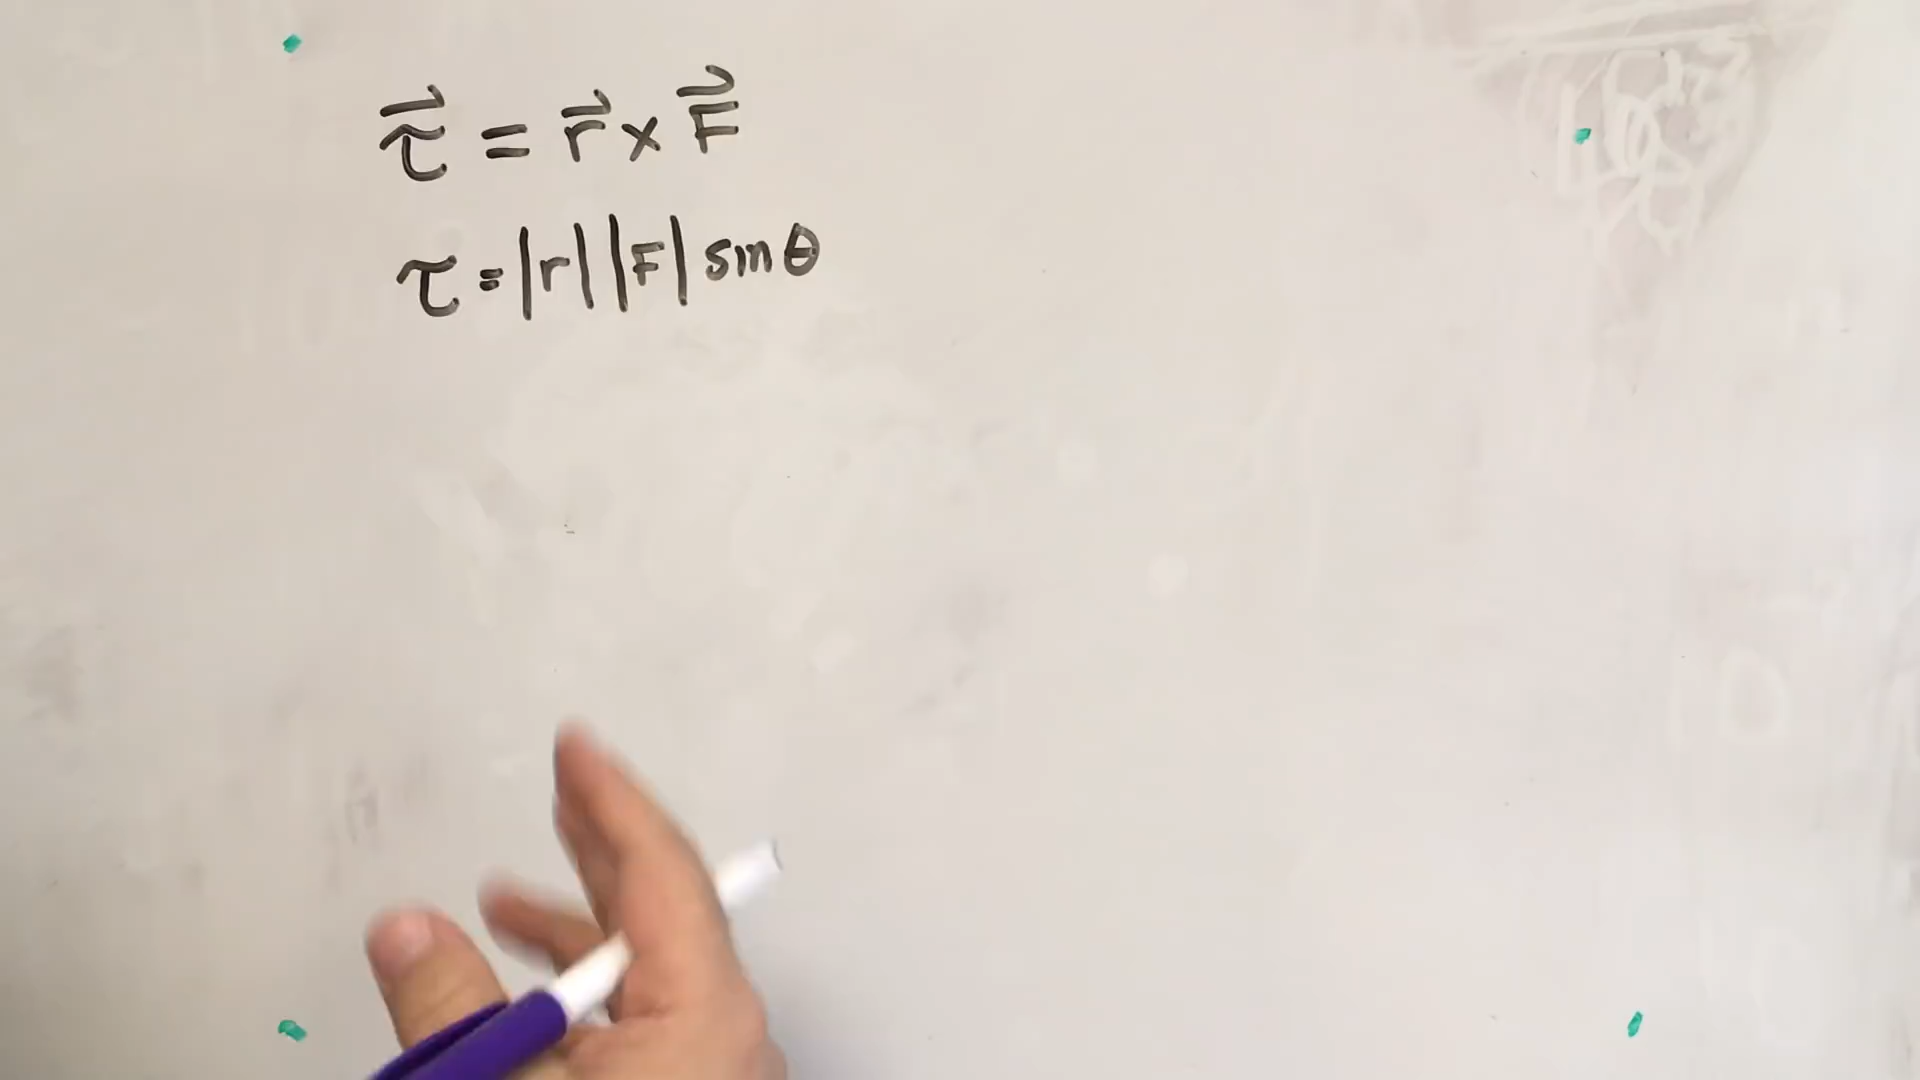 τ⃗ = r⃗ × F⃗
τ = |r| |F| sin θ